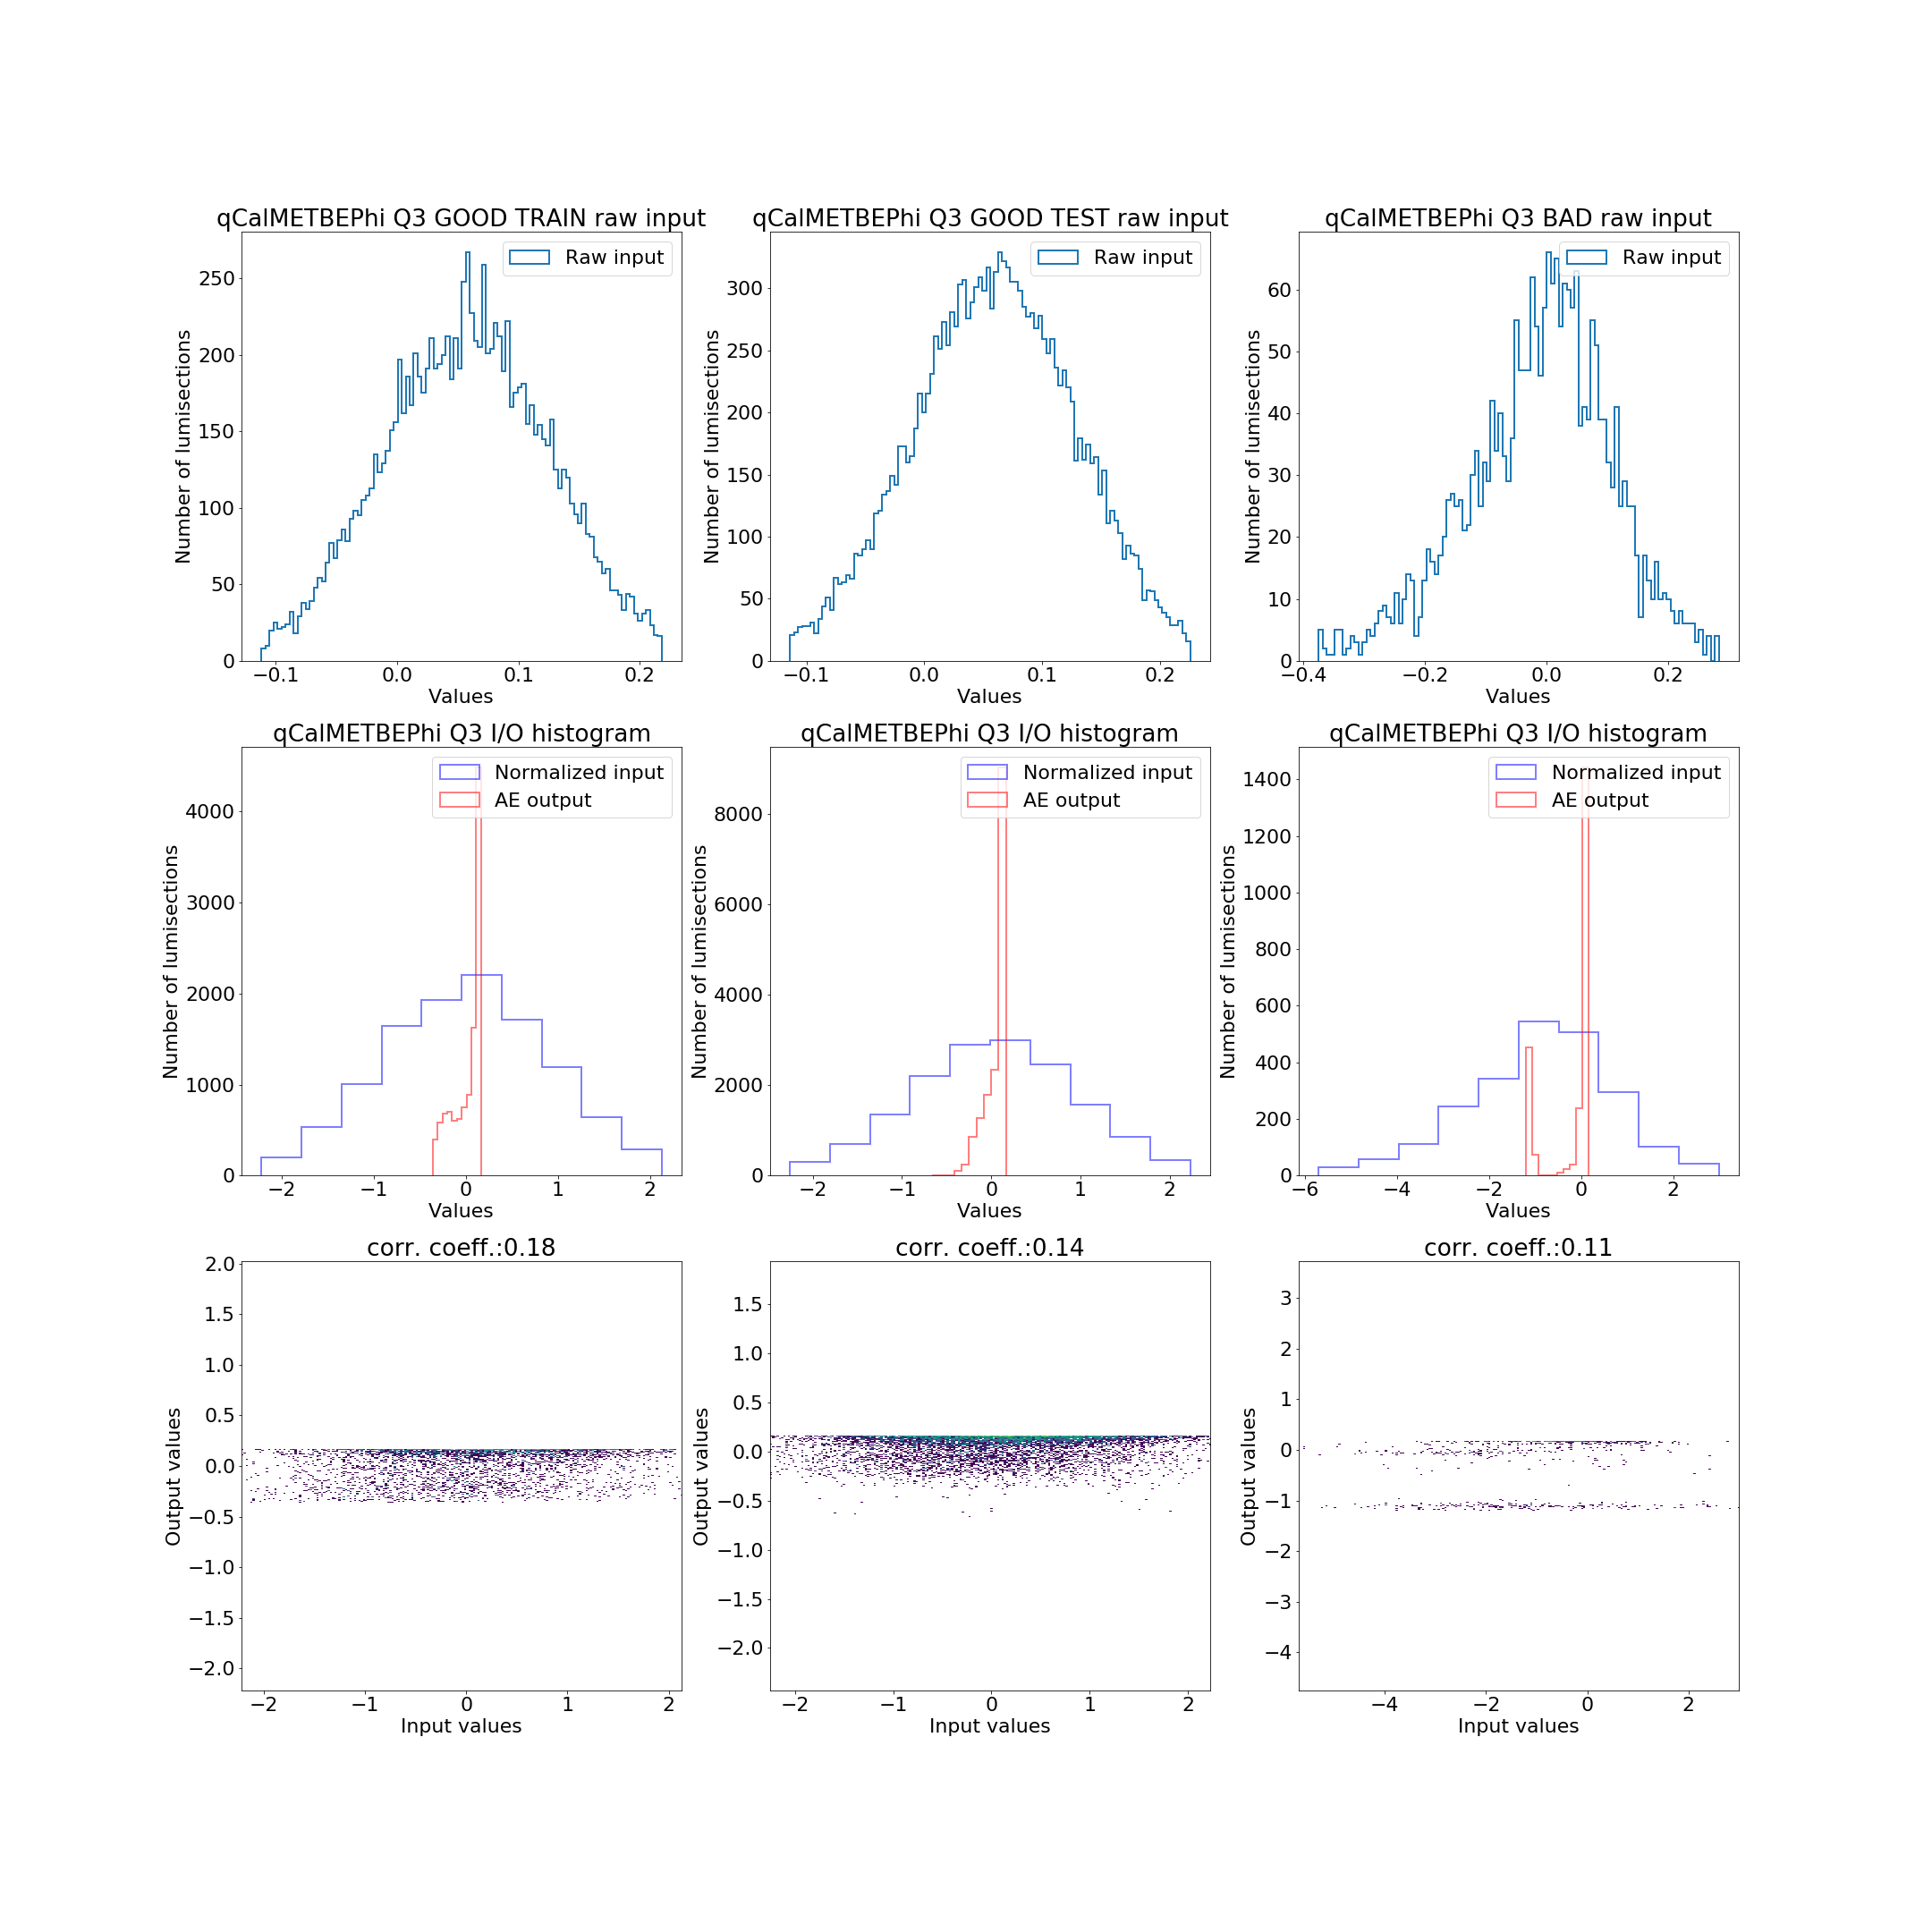 qCalMETBEPhi Q3 GOOD TRAIN raw input
Raw input
Number of lumisections
250
200
150
100
50
0
−0.1 0.0 0.1 0.2
Values
qCalMETBEPhi Q3 GOOD TEST raw input
Raw input
Number of lumisections
300
250
200
150
100
50
0
−0.1 0.0 0.1 0.2
Values
qCalMETBEPhi Q3 BAD raw input
Raw input
Number of lumisections
60
50
40
30
20
10
0
−0.4 −0.2 0.0 0.2
Values
qCalMETBEPhi Q3 I/O histogram
Normalized input
AE output
Number of lumisections
4000
3000
2000
1000
0
−2 −1 0 1 2
Values
qCalMETBEPhi Q3 I/O histogram
Normalized input
AE output
Number of lumisections
8000
6000
4000
2000
0
−2 −1 0 1 2
Values
qCalMETBEPhi Q3 I/O histogram
Normalized input
AE output
Number of lumisections
1400
1200
1000
800
600
400
200
0
−6 −4 −2 0 2
Values
corr. coeff.:0.18
Output values
2.0
1.5
1.0
0.5
0.0
−0.5
−1.0
−1.5
−2.0
−2 −1 0 1 2
Input values
corr. coeff.:0.14
Output values
1.5
1.0
0.5
0.0
−0.5
−1.0
−1.5
−2.0
−2 −1 0 1 2
Input values
corr. coeff.:0.11
Output values
3
2
1
0
−1
−2
−3
−4
−4 −2 0 2
Input values